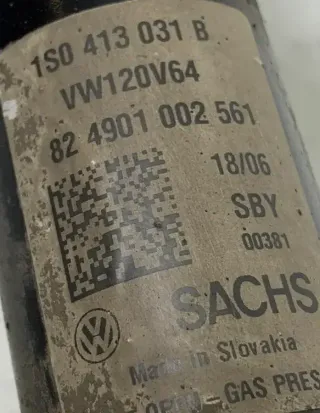 1S0 413 031 B
VW120V64
82 4901 002 561
18/06
SBY
00381
SACHS
Made in Slovakia
-GAS PRES